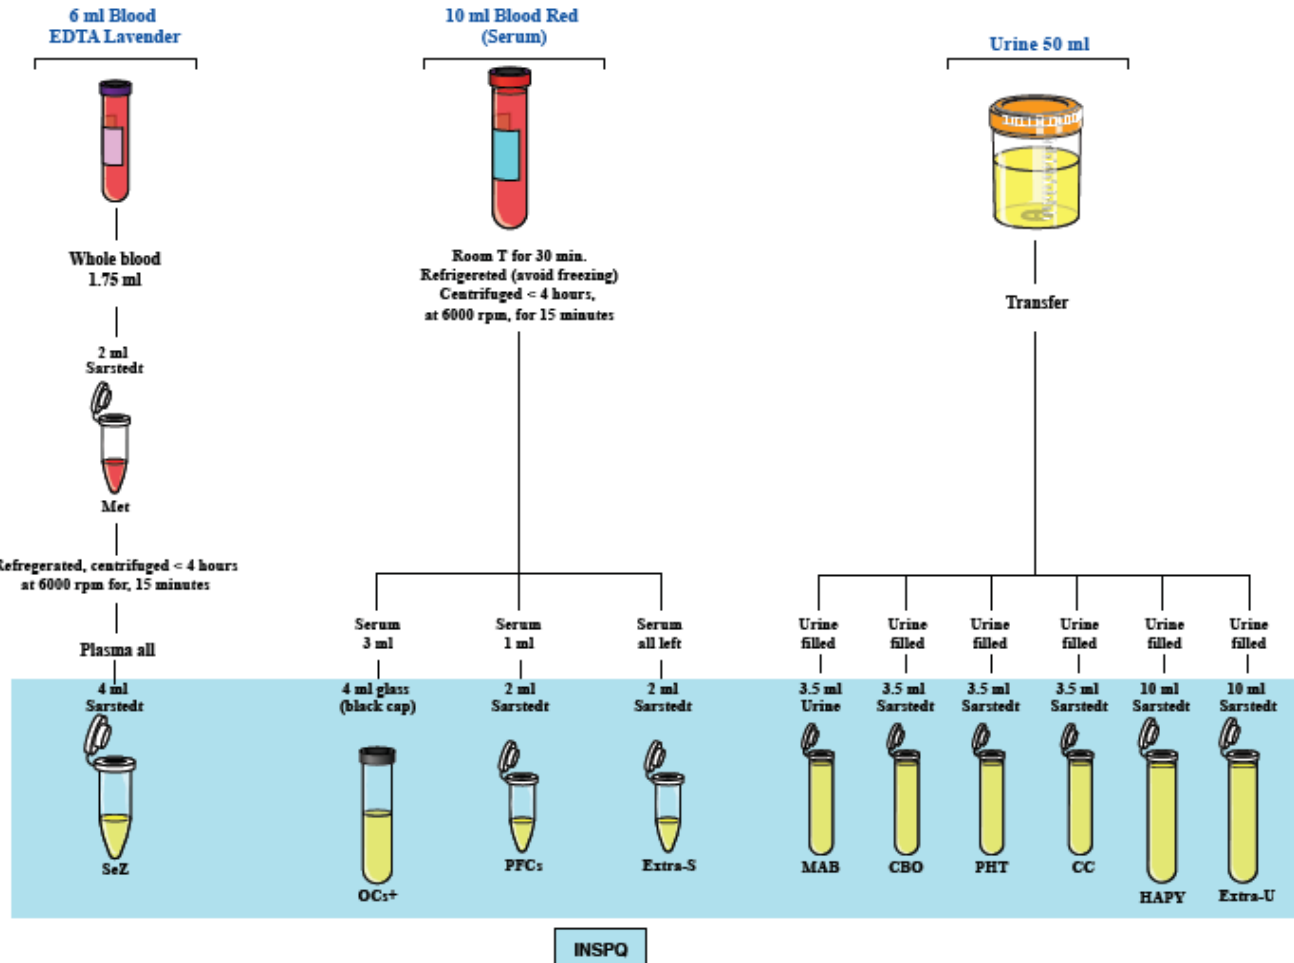 6 ml Blood
EDTA Lavender
10 ml Blood Red
(Serum)
Urine 50 ml
Whole blood
1.75 ml
2 ml
Sarstedt
Met
Refregerated, centrifuged < 4 hours
at 6000 rpm for, 15 minutes
Plasma all
4 ml
Sarstedt
SeZ
Room T for 30 min.
Refrigereted (avoid freezing)
Centrifuged < 4 hours,
at 6000 rpm, for 15 minutes
Serum
3 ml
4 ml glass
(black cap)
OCs+
Serum
1 ml
2 ml
Sarstedt
PFCs
Serum
all left
2 ml
Sarstedt
Extra-S
Transfer
Urine
filled
3.5 ml
Urine
MAB
Urine
filled
3.5 ml
Sarstedt
CBO
Urine
filled
3.5 ml
Sarstedt
PHT
Urine
filled
3.5 ml
Sarstedt
CC
Urine
filled
10 ml
Sarstedt
HAPY
Urine
filled
10 ml
Sarstedt
Extra-U
INSPQ